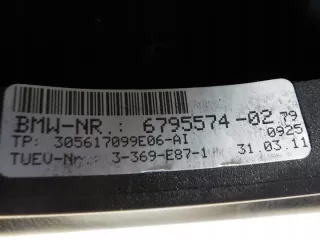 BMW-NR.: 6795574-02 79
TP: 305617099E06-AI 0925
TUEV-Nr. 3-369-E87-1 31.03.11